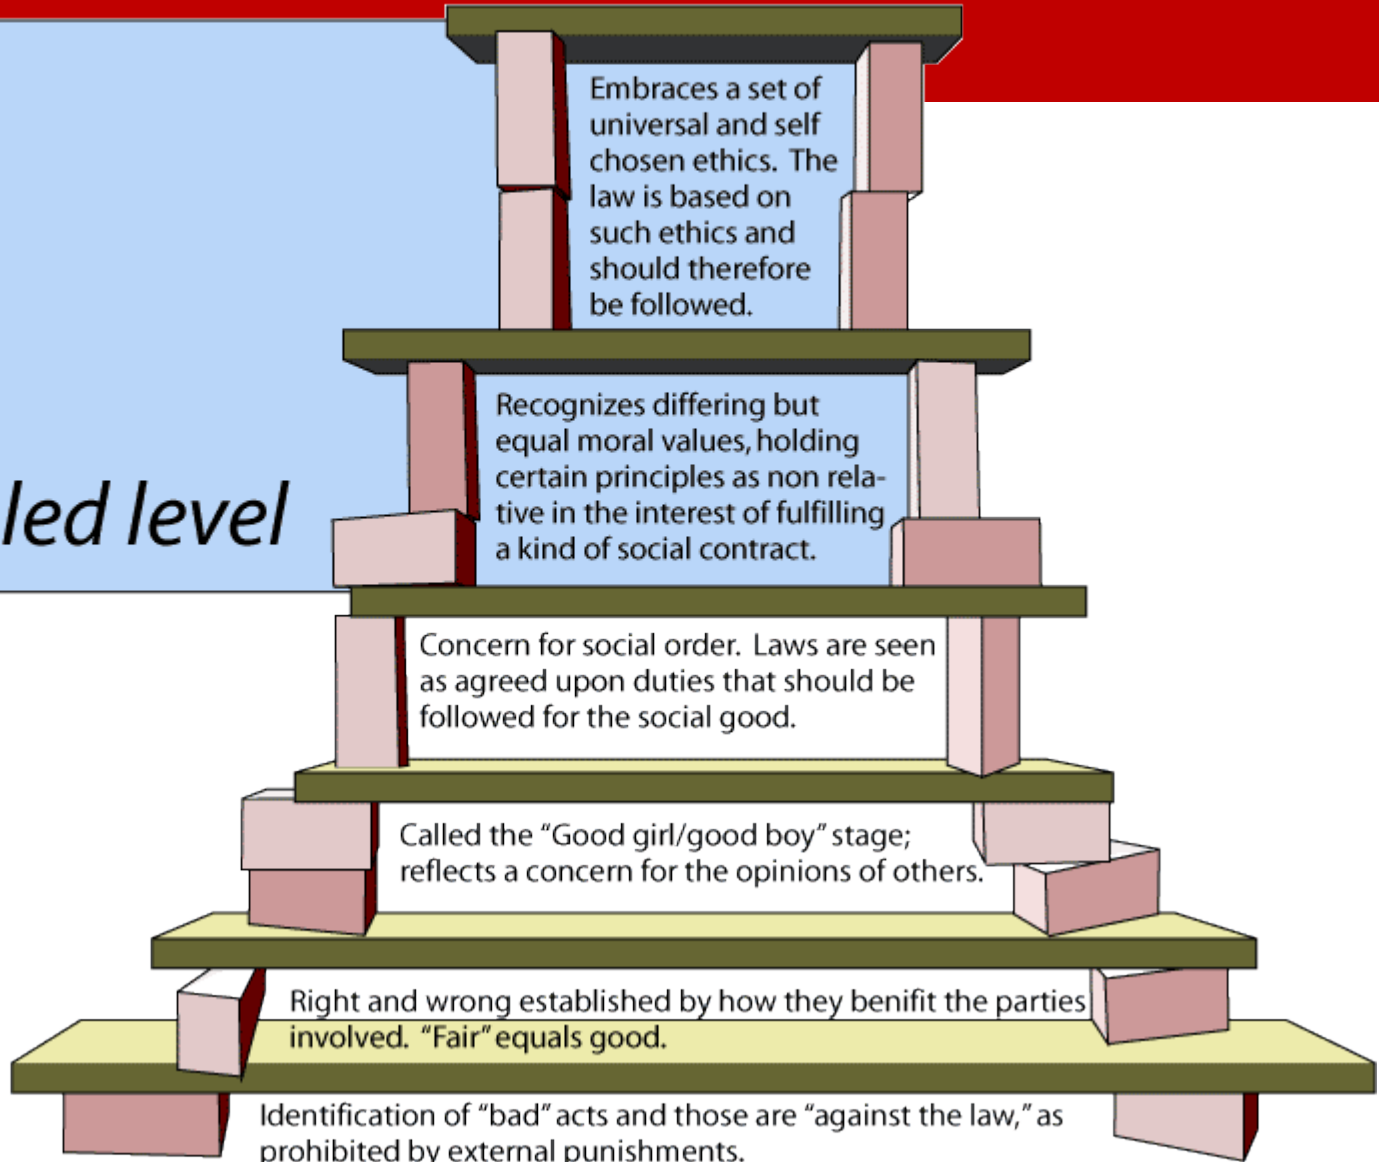 Embraces a set of
universal and self
chosen ethics. The
law is based on
such ethics and
should therefore
be followed.
Recognizes differing but
equal moral values, holding
certain principles as non rela-
tive in the interest of fulfilling
a kind of social contract.
led level
Concern for social order. Laws are seen
as agreed upon duties that should be
followed for the social good.
Called the “Good girl/good boy” stage;
reflects a concern for the opinions of others.
Right and wrong established by how they benifit the parties
involved. “Fair” equals good.
Identification of “bad” acts and those are “against the law,” as
prohibited by external punishments.